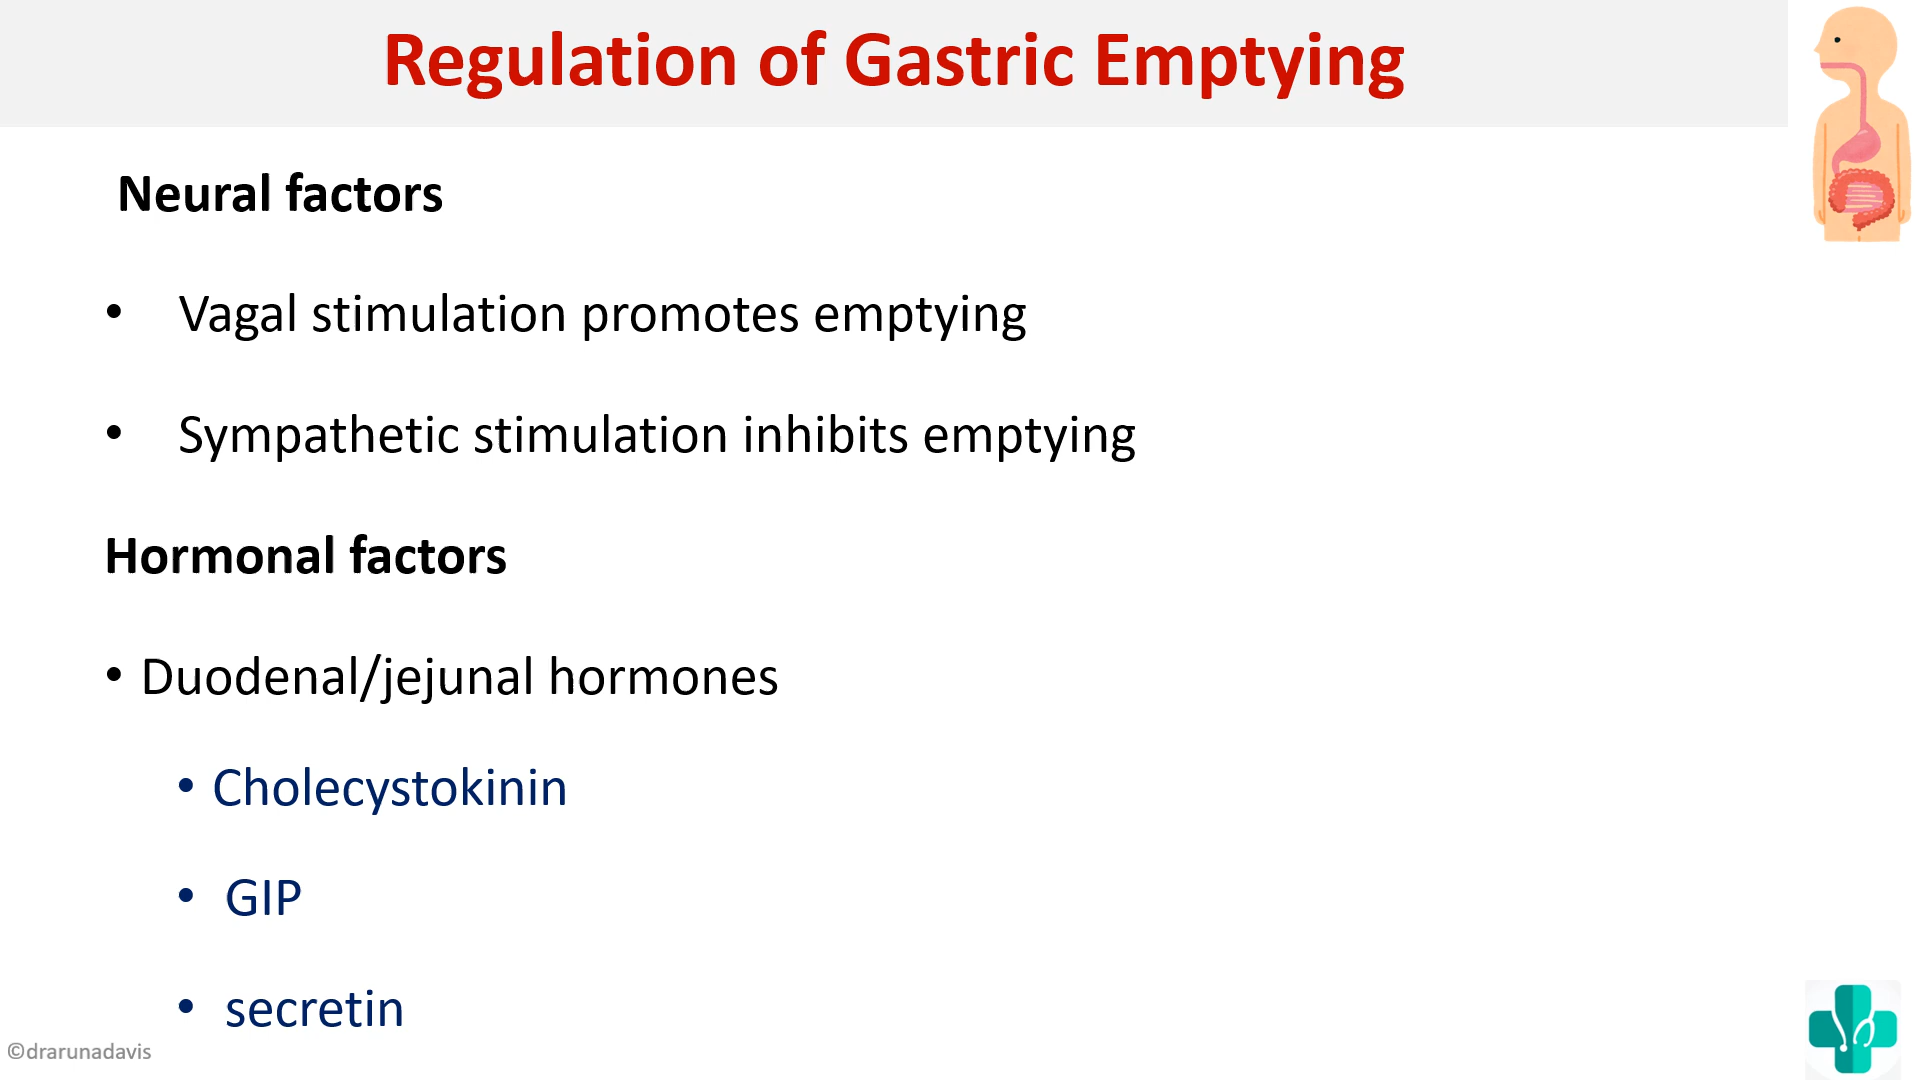 Regulation of Gastric Emptying
Neural factors
• Vagal stimulation promotes emptying
• Sympathetic stimulation inhibits emptying
Hormonal factors
• Duodenal/jejunal hormones
• Cholecystokinin
• GIP
• secretin
©drarunadavis